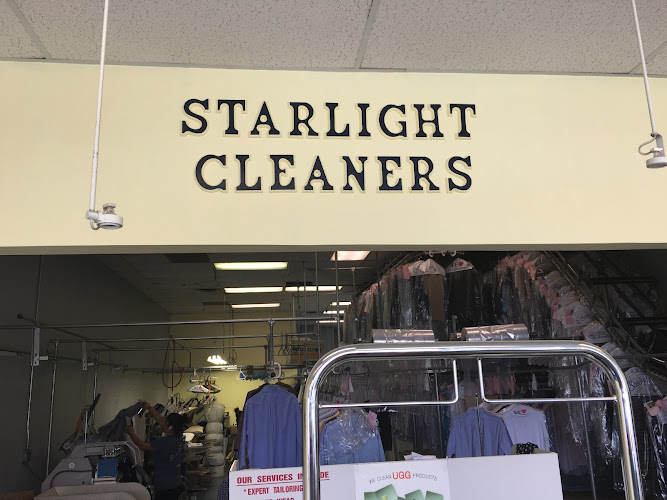 STARLIGHT
CLEANERS
OUR SERVICES
* EXPERT TAILORING
WE CLEAN UGG PRODUCTS